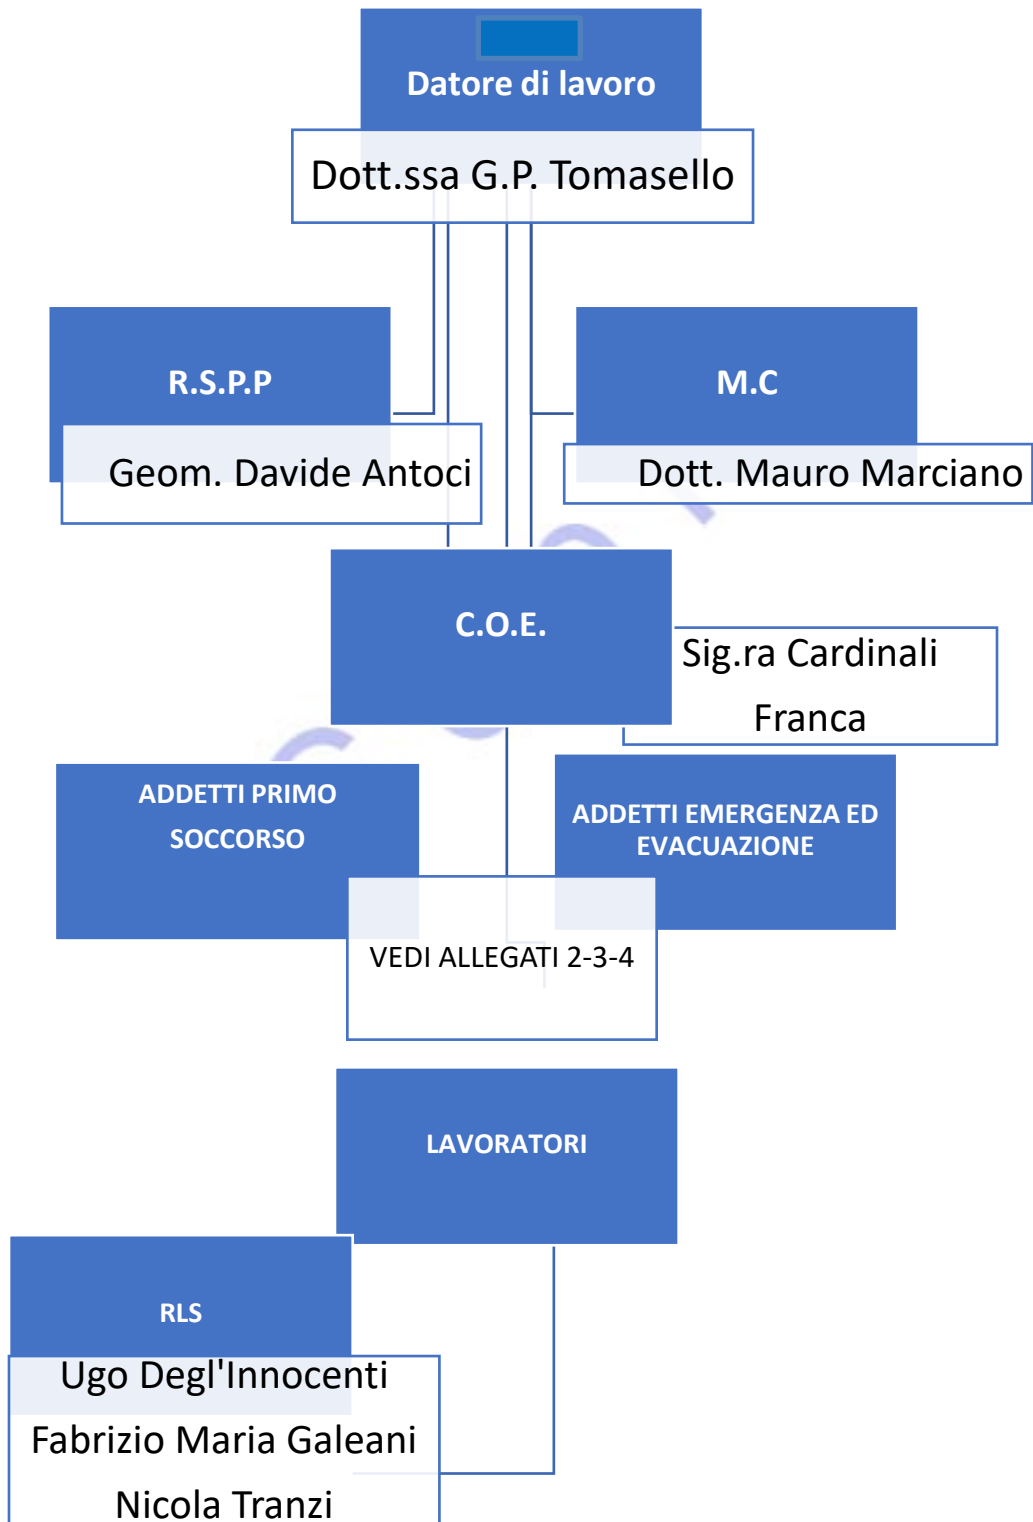 Datore di lavoro
Dott.ssa G.P. Tomasello
R.S.P.P
Geom. Davide Antoci
M.C
Dott. Mauro Marciano
C.O.E.
Sig.ra Cardinali
Franca
ADDETTI PRIMO
SOCCORSO
ADDETTI EMERGENZA ED
EVACUAZIONE
VEDI ALLEGATI 2-3-4
LAVORATORI
RLS
Ugo Degl'Innocenti
Fabrizio Maria Galeani
Nicola Tranzi